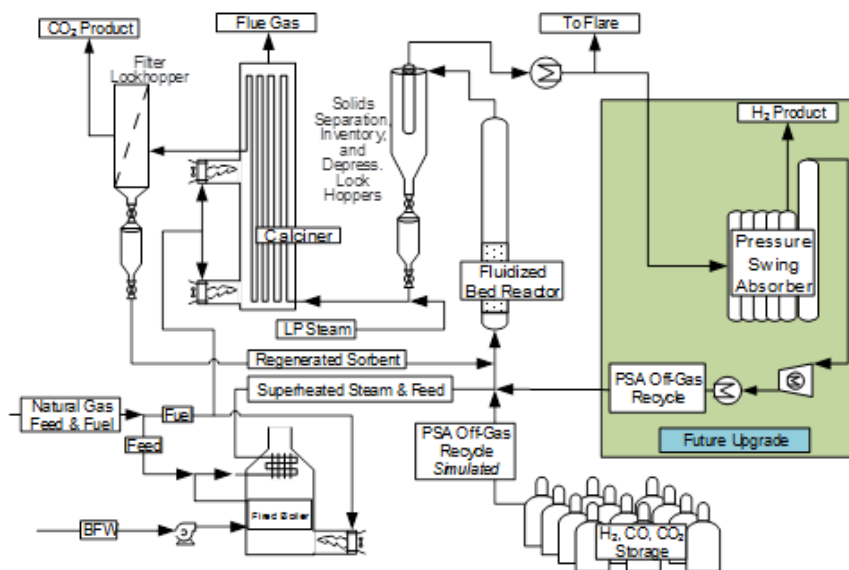 CO₂ Product
Flue Gas
To Flare
Filter
Lockhopper
Solids
Separation,
Inventory,
and
Depress.
Lock
Hoppers
H₂ Product
Calciner
Fluidized
Bed Reactor
Pressure
Swing
Absorber
LP Steam
Regenerated Sorbent
Superheated Steam & Feed
PSA Off-Gas
Recycle
Natural Gas
Feed & Fuel
Fuel
Feed
PSA Off-Gas
Recycle
Simulated
Future Upgrade
Fired Boiler
BFW
H₂, CO, CO₂
Storage